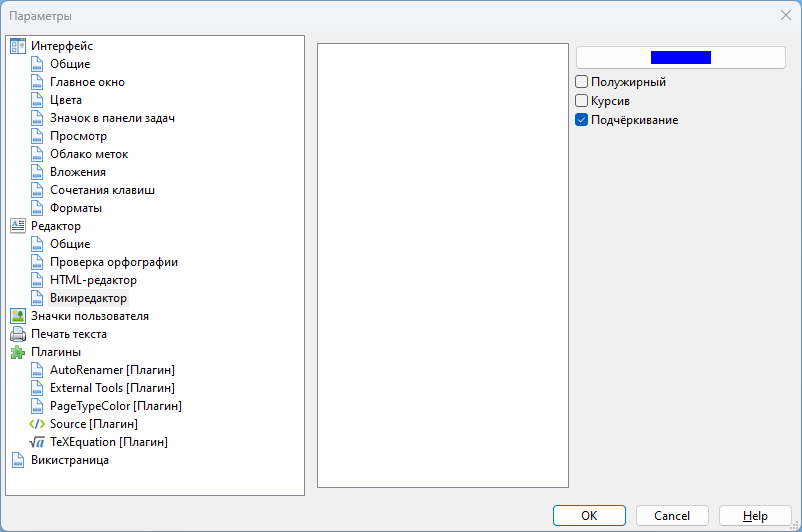 Параметры
Интерфейс
Общие
Главное окно
Цвета
Значок в панели задач
Просмотр
Облако меток
Вложения
Сочетания клавиш
Форматы
Редактор
Общие
Проверка орфографии
HTML-редактор
Викиредактор
Значки пользователя
Печать текста
Плагины
AutoRenamer [Плагин]
External Tools [Плагин]
PageTypeColor [Плагин]
Source [Плагин]
TeXEquation [Плагин]
Викистраница
Полужирный
Курсив
Подчёркивание
OK
Cancel
Help